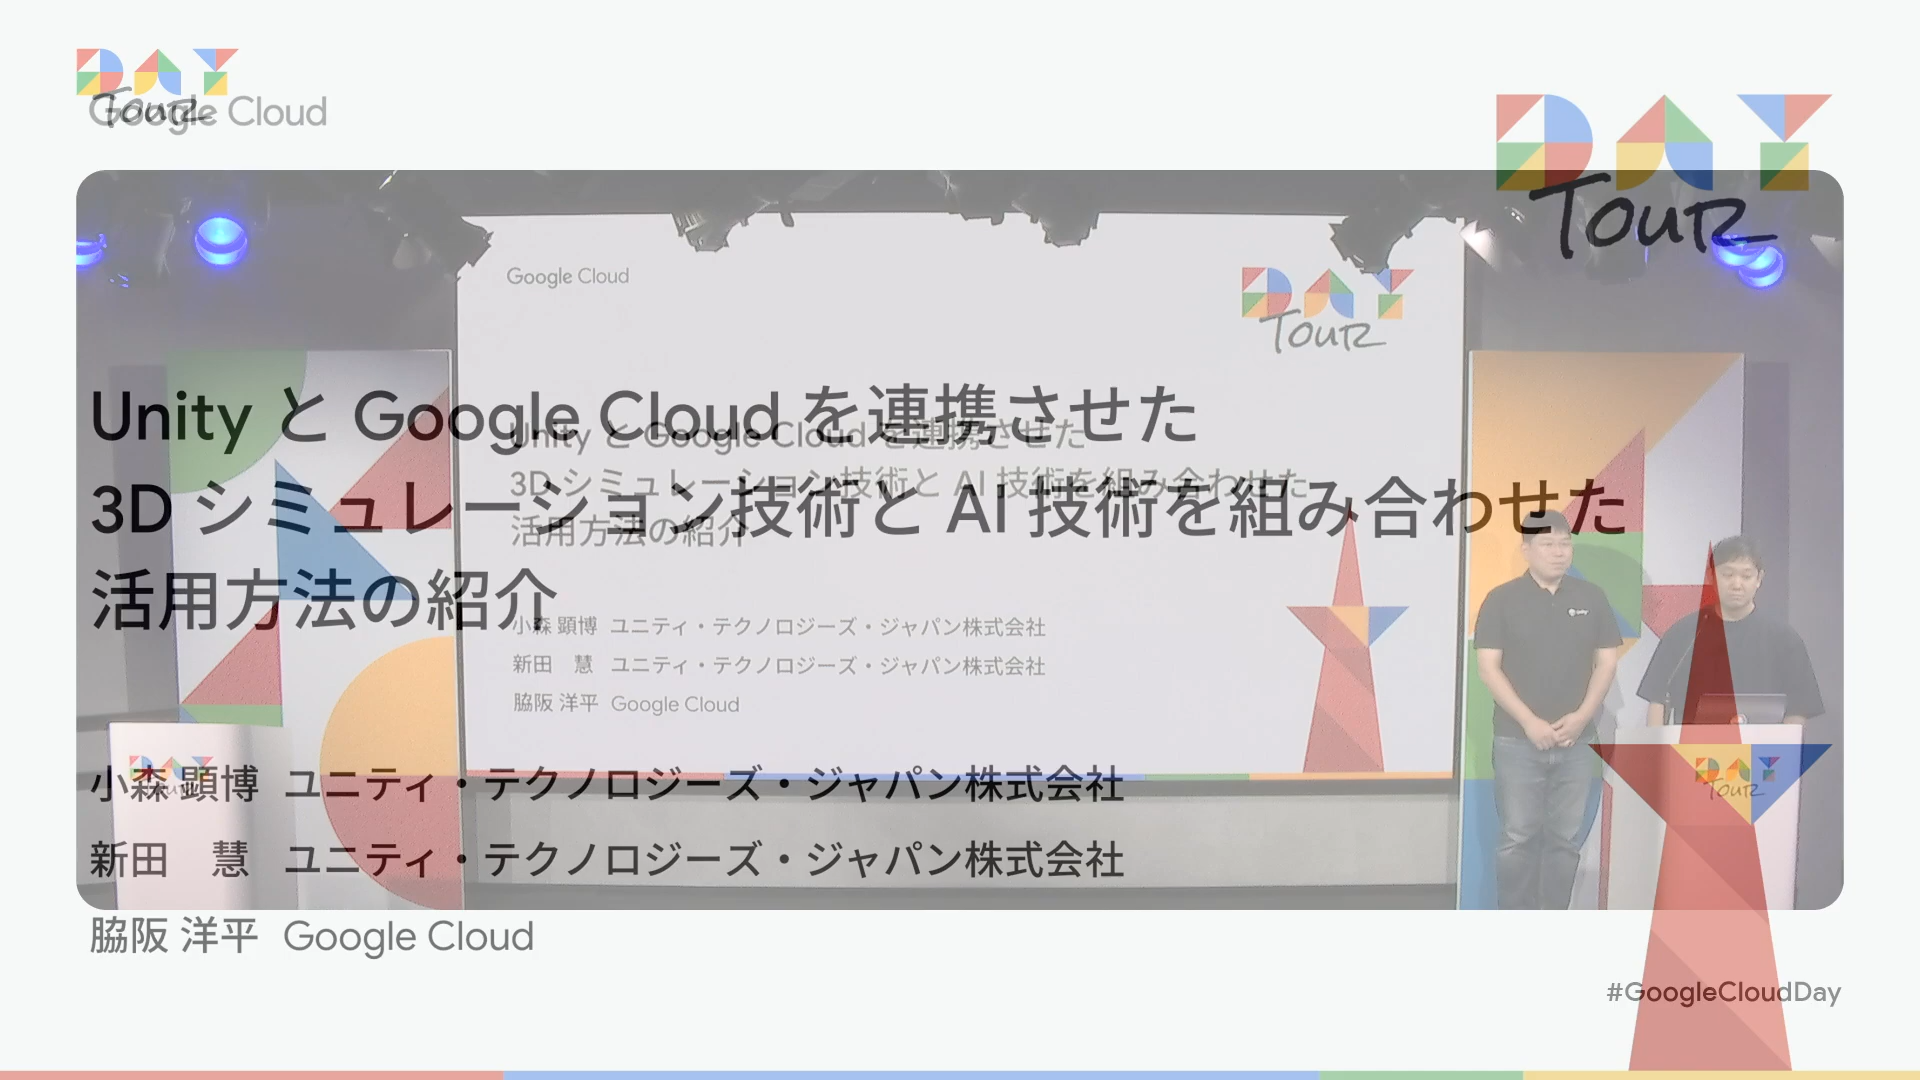 DAY
TOUR
Google Cloud
DAY
TOUR
Google Cloud
DAY
TOUR
Unity と Google Cloud を連携させた
3D シミュレーション技術と AI 技術を組み合わせた
活用方法の紹介
Unity と Google Cloud を連携させた
3D シミュレーション技術と AI 技術を組み合わせた
活用方法の紹介
小森 顕博 ユニティ・テクノロジーズ・ジャパン株式会社
新田 慧 ユニティ・テクノロジーズ・ジャパン株式会社
脇阪 洋平 Google Cloud
小森 顕博 ユニティ・テクノロジーズ・ジャパン株式会社
新田 慧 ユニティ・テクノロジーズ・ジャパン株式会社
脇阪 洋平 Google Cloud
DAY
DAY
TOUR
#GoogleCloudDay